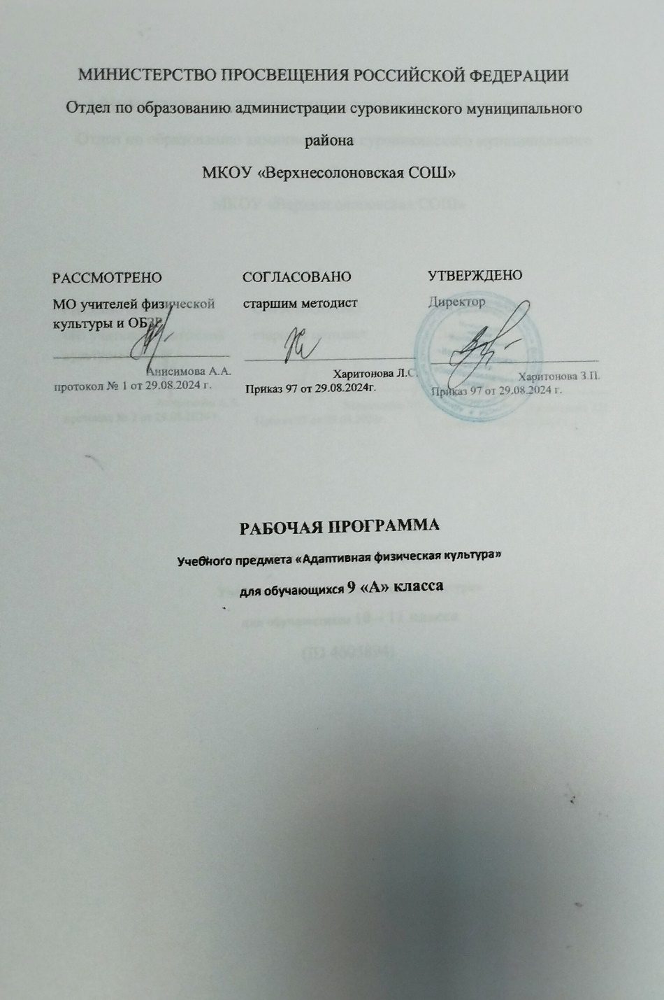 МИНИСТЕРСТВО ПРОСВЕЩЕНИЯ РОССИЙСКОЙ ФЕДЕРАЦИИ
Отдел по образованию администрации суровикинского муниципального
района
МКОУ «Верхнесолоновская СОШ»
РАССМОТРЕНО
МО учителей физической
культуры и ОБЗР
Анисимова А.А.
протокол № 1 от 29.08.2024 г.
СОГЛАСОВАНО
старшим методист
Харитонова Л.С.
Приказ 97 от 29.08.2024г.
УТВЕРЖДЕНО
Директор
Харитонова З.П.
Приказ 97 от 29.08.2024 г.
РАБОЧАЯ ПРОГРАММА
Учебного предмета «Адаптивная физическая культура»
для обучающихся 9 «А» класса